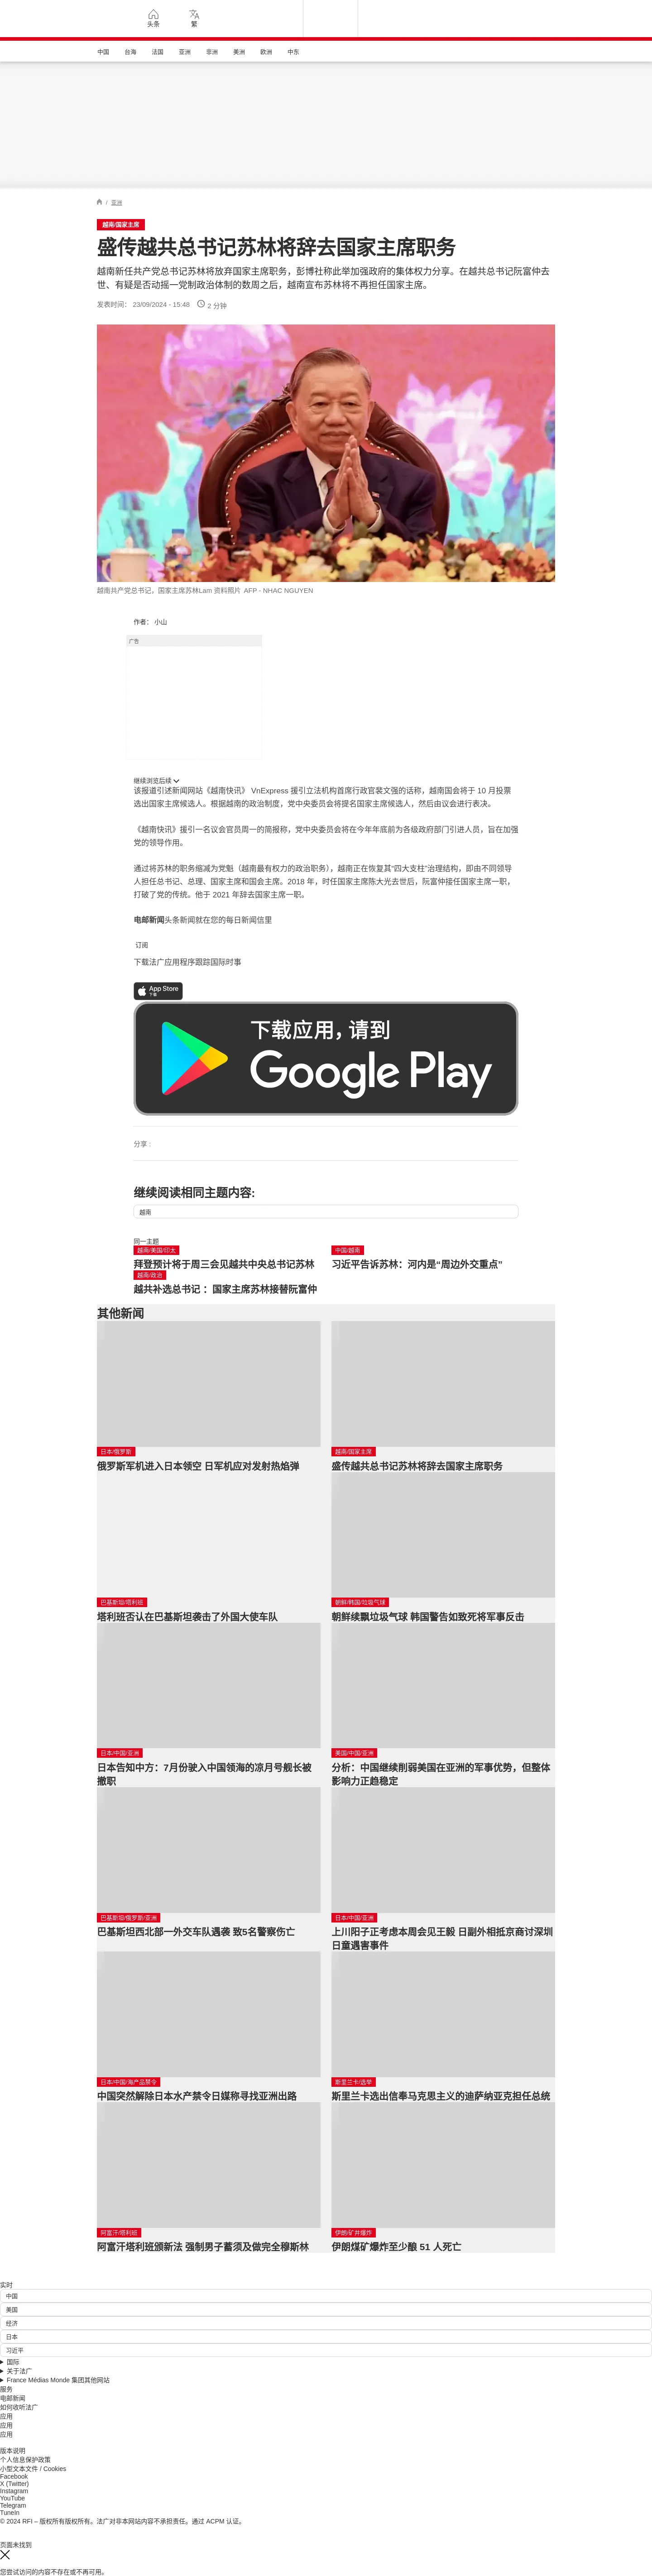 头条
繁
中国
台海
法国
亚洲
非洲
美洲
欧洲
中东
/ 亚洲
越南/国家主席
盛传越共总书记苏林将辞去国家主席职务
越南新任共产党总书记苏林将放弃国家主席职务，彭博社称此举加强政府的集体权力分享。在越共总书记阮富仲去
世、有疑是否动摇一党制政治体制的数周之后，越南宣布苏林将不再担任国家主席。
发表时间： 23/09/2024 - 15:48
2 分钟
越南共产党总书记，国家主席苏林Lam 资料照片 AFP - NHAC NGUYEN
作者： 小山
广告
继续浏览后续
该报道引述新闻网站《越南快讯》 VnExpress 援引立法机构首席行政官裴文强的话称，越南国会将于 10 月投票
选出国家主席候选人。根据越南的政治制度，党中央委员会将提名国家主席候选人，然后由议会进行表决。
《越南快讯》援引一名议会官员周一的简报称，党中央委员会将在今年年底前为各级政府部门引进人员，旨在加强
党的领导作用。
通过将苏林的职务缩减为党魁（越南最有权力的政治职务），越南正在恢复其“四大支柱”治理结构，即由不同领导
人担任总书记、总理、国家主席和国会主席。2018 年，时任国家主席陈大光去世后，阮富仲接任国家主席一职，
打破了党的传统。他于 2021 年辞去国家主席一职。
电邮新闻头条新闻就在您的每日新闻信里
订阅
下载法广应用程序跟踪国际时事
App Store
下载
下载应用，请到
Google Play
分享 :
继续阅读相同主题内容:
越南
同一主题
越南/美国/印太
拜登预计将于周三会见越共中央总书记苏林
中国/越南
习近平告诉苏林：河内是“周边外交重点”
越南/政治
越共补选总书记 ：国家主席苏林接替阮富仲
其他新闻
日本/俄罗斯
俄罗斯军机进入日本领空 日军机应对发射热焰弹
越南/国家主席
盛传越共总书记苏林将辞去国家主席职务
巴基斯坦/塔利班
塔利班否认在巴基斯坦袭击了外国大使车队
朝鲜/韩国/垃圾气球
朝鲜续飘垃圾气球 韩国警告如致死将军事反击
日本/中国/亚洲
日本告知中方：7月份驶入中国领海的凉月号舰长被
撤职
美国/中国/亚洲
分析：中国继续削弱美国在亚洲的军事优势，但整体
影响力正趋稳定
巴基斯坦/俄罗斯/亚洲
巴基斯坦西北部一外交车队遇袭 致5名警察伤亡
日本/中国/亚洲
上川阳子正考虑本周会见王毅 日副外相抵京商讨深圳
日童遇害事件
日本/中国/海产品禁令
中国突然解除日本水产禁令日媒称寻找亚洲出路
斯里兰卡/选举
斯里兰卡选出信奉马克思主义的迪萨纳亚克担任总统
阿富汗/塔利班
阿富汗塔利班颁新法 强制男子蓄须及做完全穆斯林
伊朗/矿井爆炸
伊朗煤矿爆炸至少酿 51 人死亡
实时
中国
美国
经济
日本
习近平
国际
关于法广
France Médias Monde 集团其他网站
服务
电邮新闻
如何收听法广
应用
应用
应用
版本说明
个人信息保护政策
小型文本文件 / Cookies
Facebook
X (Twitter)
Instagram
YouTube
Telegram
TuneIn
© 2024 RFI – 版权所有版权所有。法广对非本网站内容不承担责任。通过 ACPM 认证。
页面未找到
您尝试访问的内容不存在或不再可用。